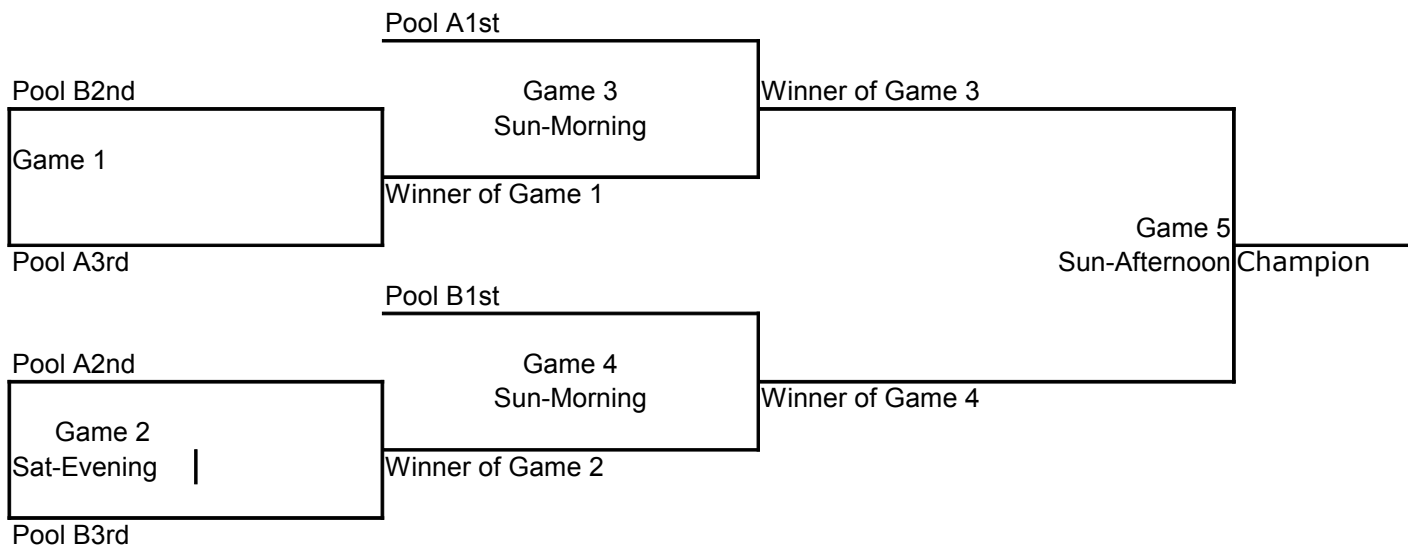 Pool A1st
Pool B2nd
Game 3
Sun-Morning
Winner of Game 3
Game 1
Winner of Game 1
Pool A3rd
Game 5
Sun-Afternoon
Champion
Pool B1st
Pool A2nd
Game 4
Sun-Morning
Winner of Game 4
Game 2
Sat-Evening
Winner of Game 2
Pool B3rd